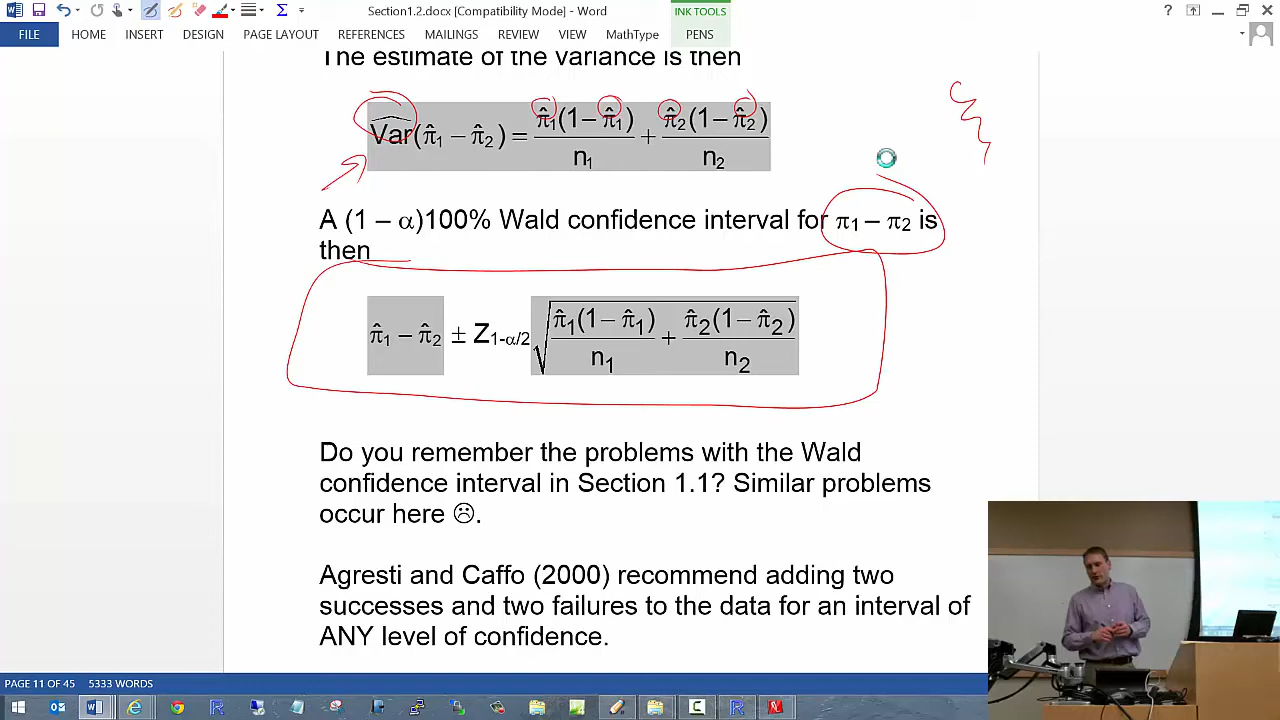 Section1.2.docx [Compatibility Mode] - Word
INK TOOLS
FILE HOME INSERT DESIGN PAGE LAYOUT REFERENCES MAILINGS REVIEW VIEW MathType PENS
The estimate of the variance is then
V̂ar(π̂₁ − π̂₂) = π̂₁(1− π̂₁)/n₁ + π̂₂(1− π̂₂)/n₂
A (1 – α)100% Wald confidence interval for π₁ – π₂ is
then
π̂₁ − π̂₂ ± Z₁₋α/₂ √(π̂₁(1− π̂₁)/n₁ + π̂₂(1− π̂₂)/n₂)
Do you remember the problems with the Wald
confidence interval in Section 1.1? Similar problems
occur here ☹.
Agresti and Caffo (2000) recommend adding two
successes and two failures to the data for an interval of
ANY level of confidence.
PAGE 11 OF 45 5333 WORDS